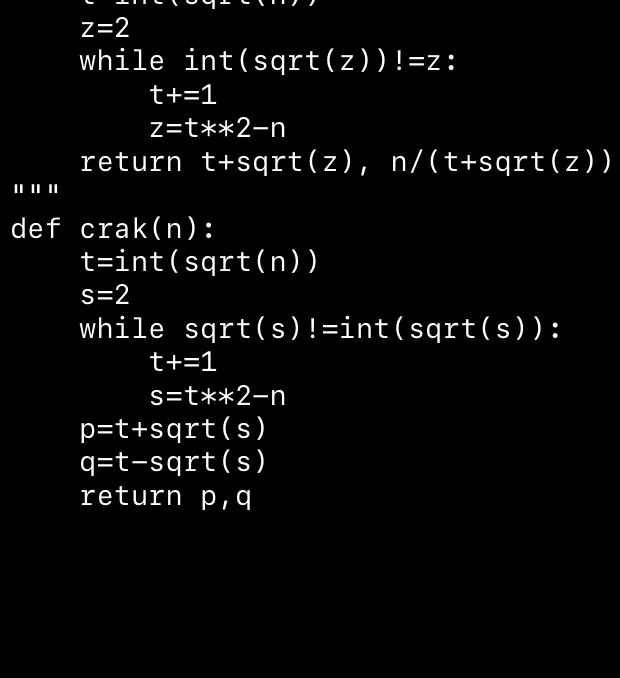 z=2
while int(sqrt(z))!=z:
t+=1
z=t**2-n
return t+sqrt(z), n/(t+sqrt(z))
"""
def crak(n):
t=int(sqrt(n))
s=2
while sqrt(s)!=int(sqrt(s)):
t+=1
s=t**2-n
p=t+sqrt(s)
q=t-sqrt(s)
return p,q